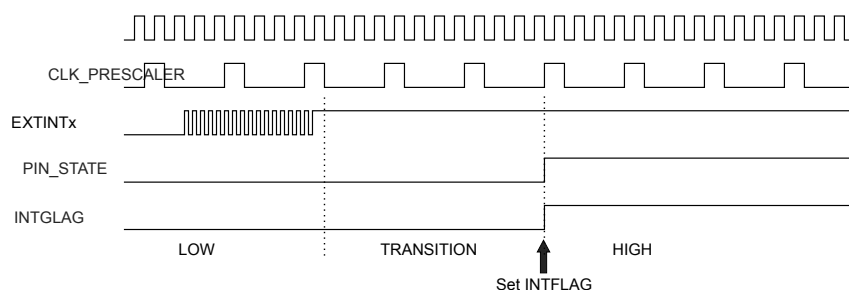 CLK_PRESCALER
EXTINTx
PIN_STATE
INTGLAG
LOW TRANSITION HIGH
Set INTFLAG